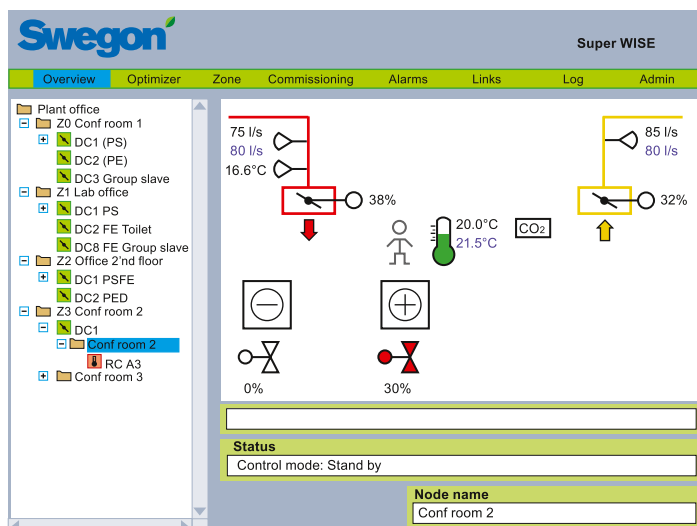 Swegon
Super WISE
Overview Optimizer Zone Commissioning Alarms Links Log Admin
Plant office
Z0 Conf room 1
DC1 (PS)
DC2 (PE)
DC3 Group slave
Z1 Lab office
DC1 PS
DC2 FE Toilet
DC8 FE Group slave
Z2 Office 2'nd floor
DC1 PSFE
DC2 PED
Z3 Conf room 2
DC1
Conf room 2
RC A3
Conf room 3
75 l/s
80 l/s
16.6°C
38%
85 l/s
80 l/s
32%
20.0°C
21.5°C
CO2
0%
30%
Status
Control mode: Stand by
Node name
Conf room 2